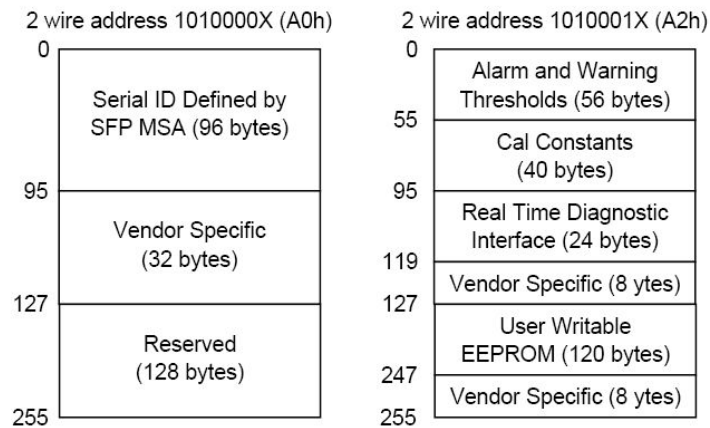 2 wire address 1010000X (A0h)
0
Serial ID Defined by
SFP MSA (96 bytes)
95
Vendor Specific
(32 bytes)
127
Reserved
(128 bytes)
255
2 wire address 1010001X (A2h)
0
Alarm and Warning
Thresholds (56 bytes)
55
Cal Constants
(40 bytes)
95
Real Time Diagnostic
Interface (24 bytes)
119
Vendor Specific (8 ytes)
127
User Writable
EEPROM (120 bytes)
247
Vendor Specific (8 ytes)
255